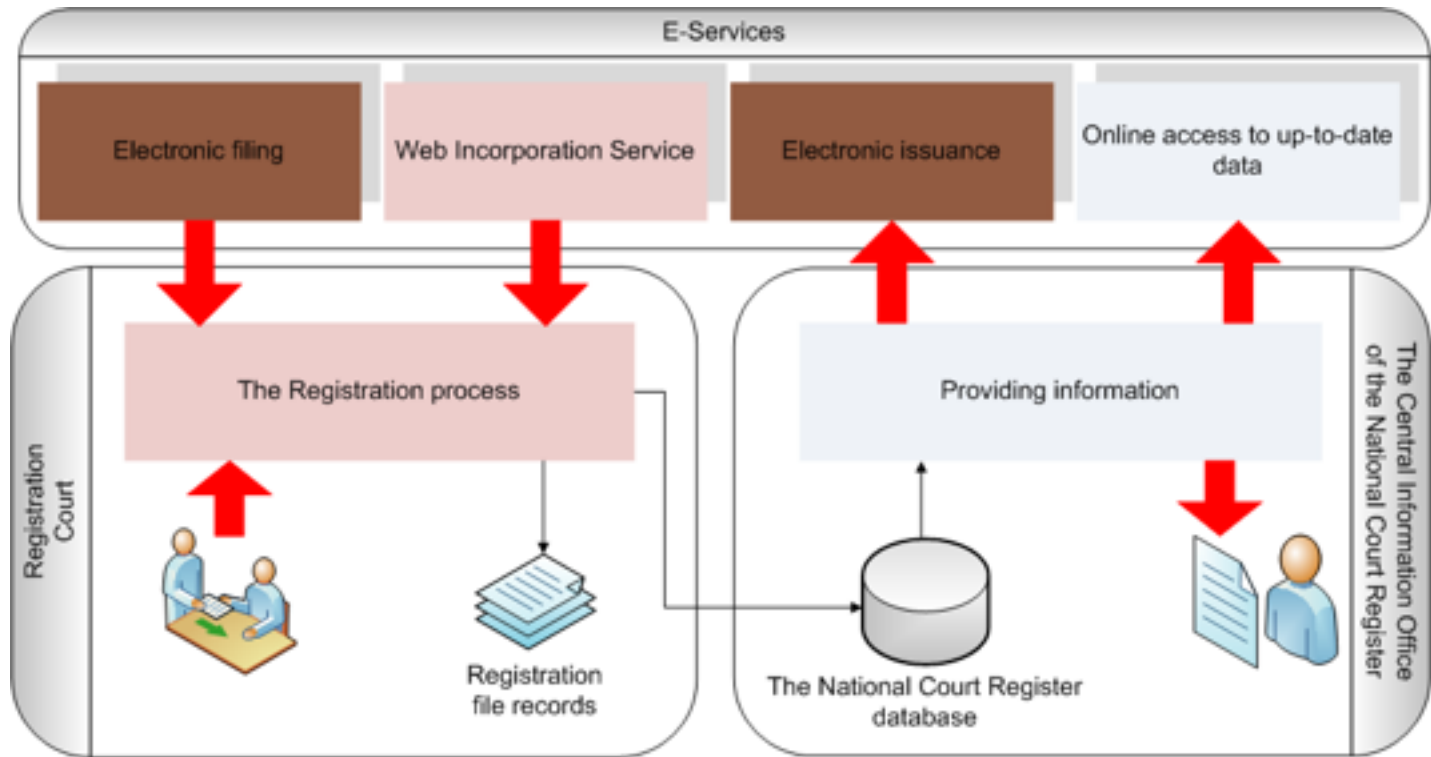 E-Services
Electronic filing
Web Incorporation Service
Electronic issuance
Online access to up-to-date
data
Registration
Court
The Registration process
Registration
file records
Providing information
The National Court Register
database
The Central Information Office
of the National Court Register